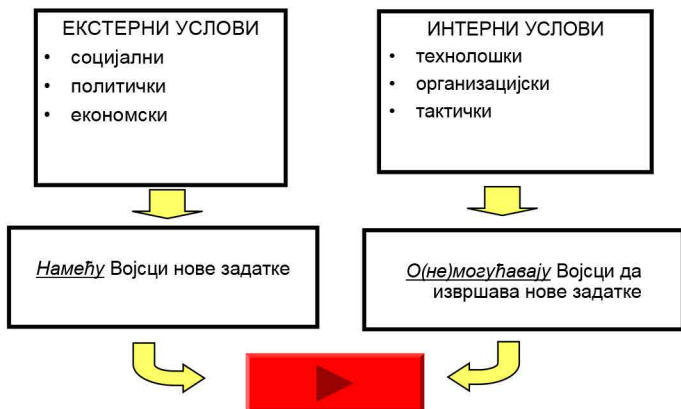 ЕКСТЕРНИ УСЛОВИ
• социјални
• политички
• економски
ИНТЕРНИ УСЛОВИ
• технолошки
• организацијски
• тактички
Намећу Војсци нове задатке
О(не)могућавају Војсци да
извршава нове задатке